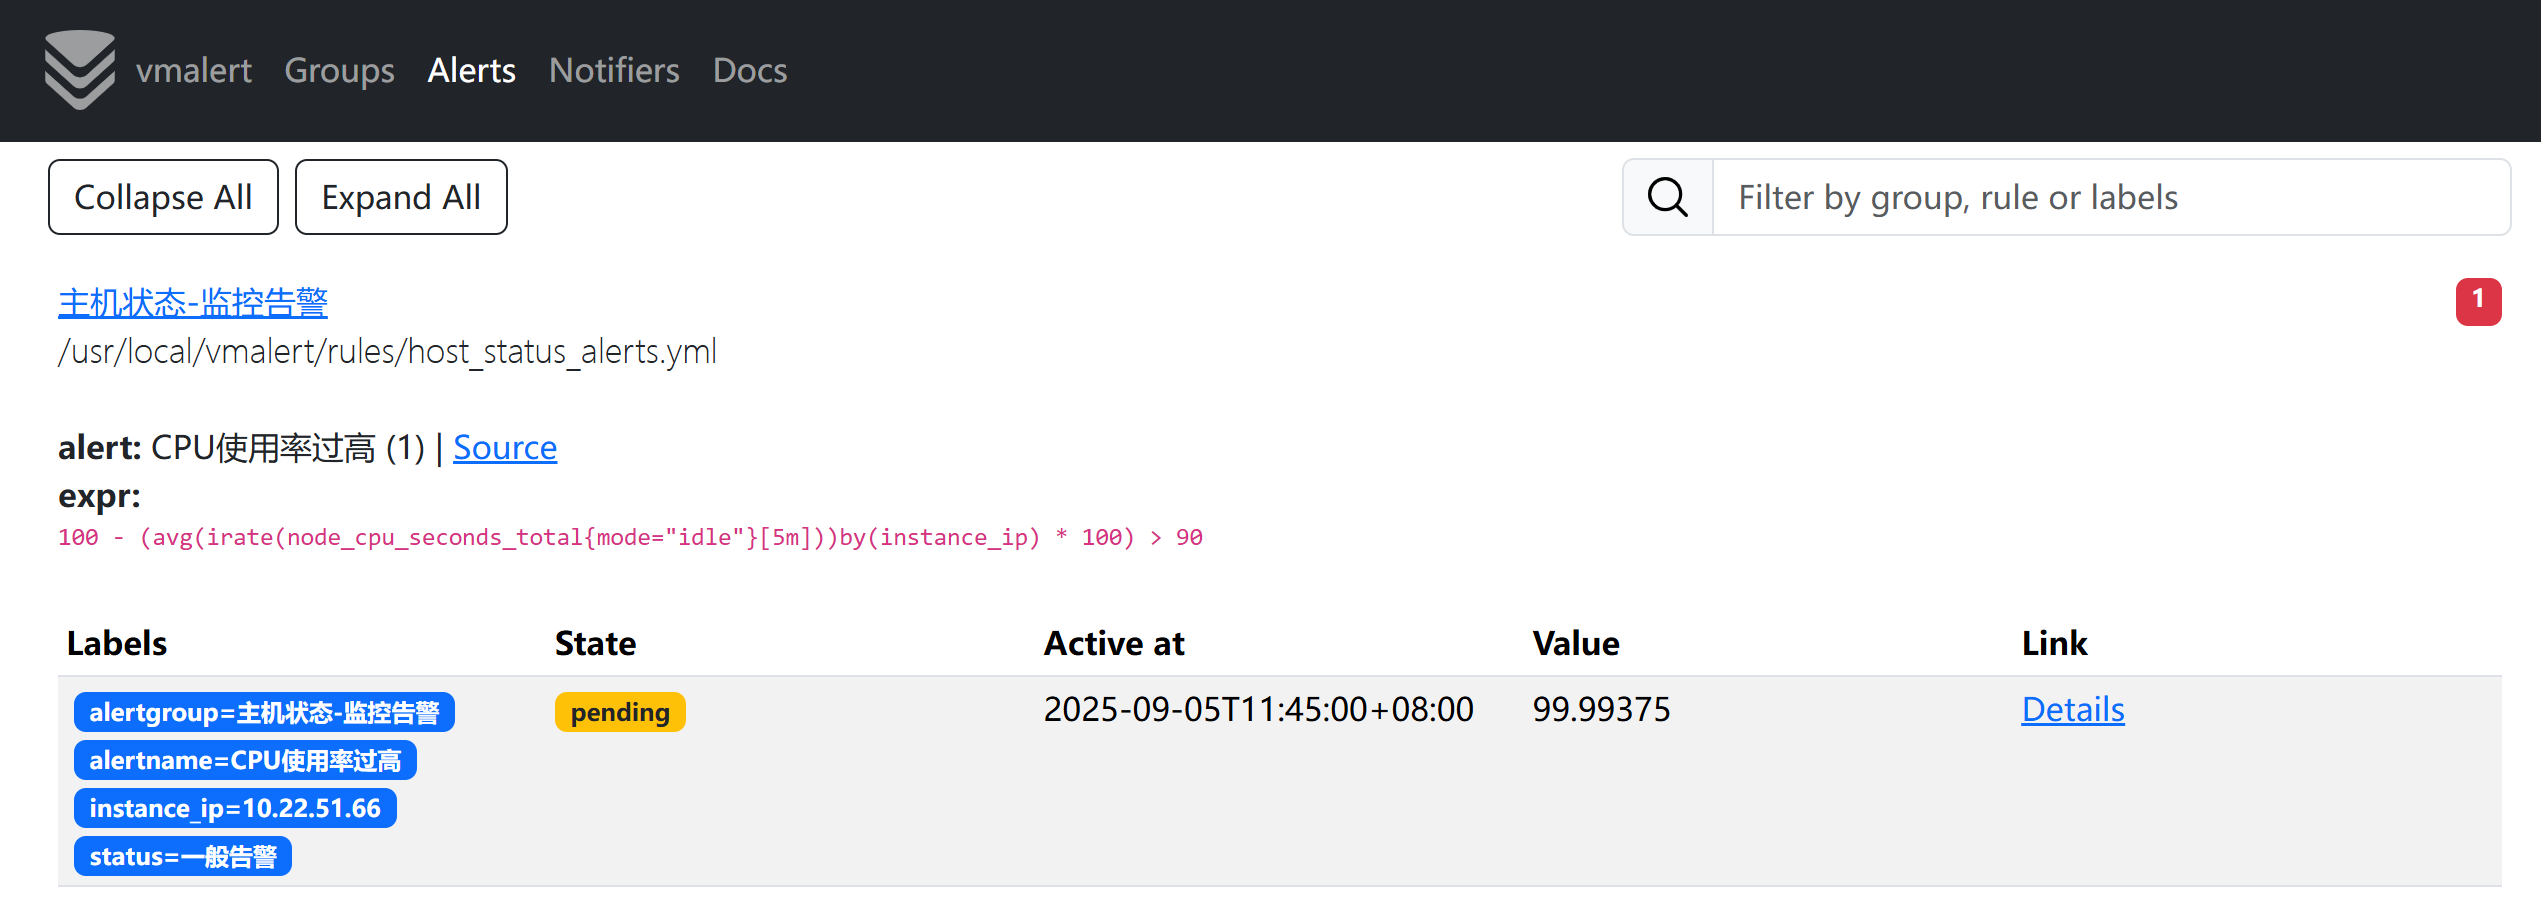 vmalert Groups Alerts Notifiers Docs
Collapse All Expand All Filter by group, rule or labels
主机状态-监控告警 1
/usr/local/vmalert/rules/host_status_alerts.yml
alert: CPU使用率过高 (1) | Source
expr:
100 - (avg(irate(node_cpu_seconds_total{mode="idle"}[5m]))by(instance_ip) * 100) > 90
Labels State Active at Value Link
alertgroup=主机状态-监控告警 pending 2025-09-05T11:45:00+08:00 99.99375 Details
alertname=CPU使用率过高
instance_ip=10.22.51.66
status=一般告警